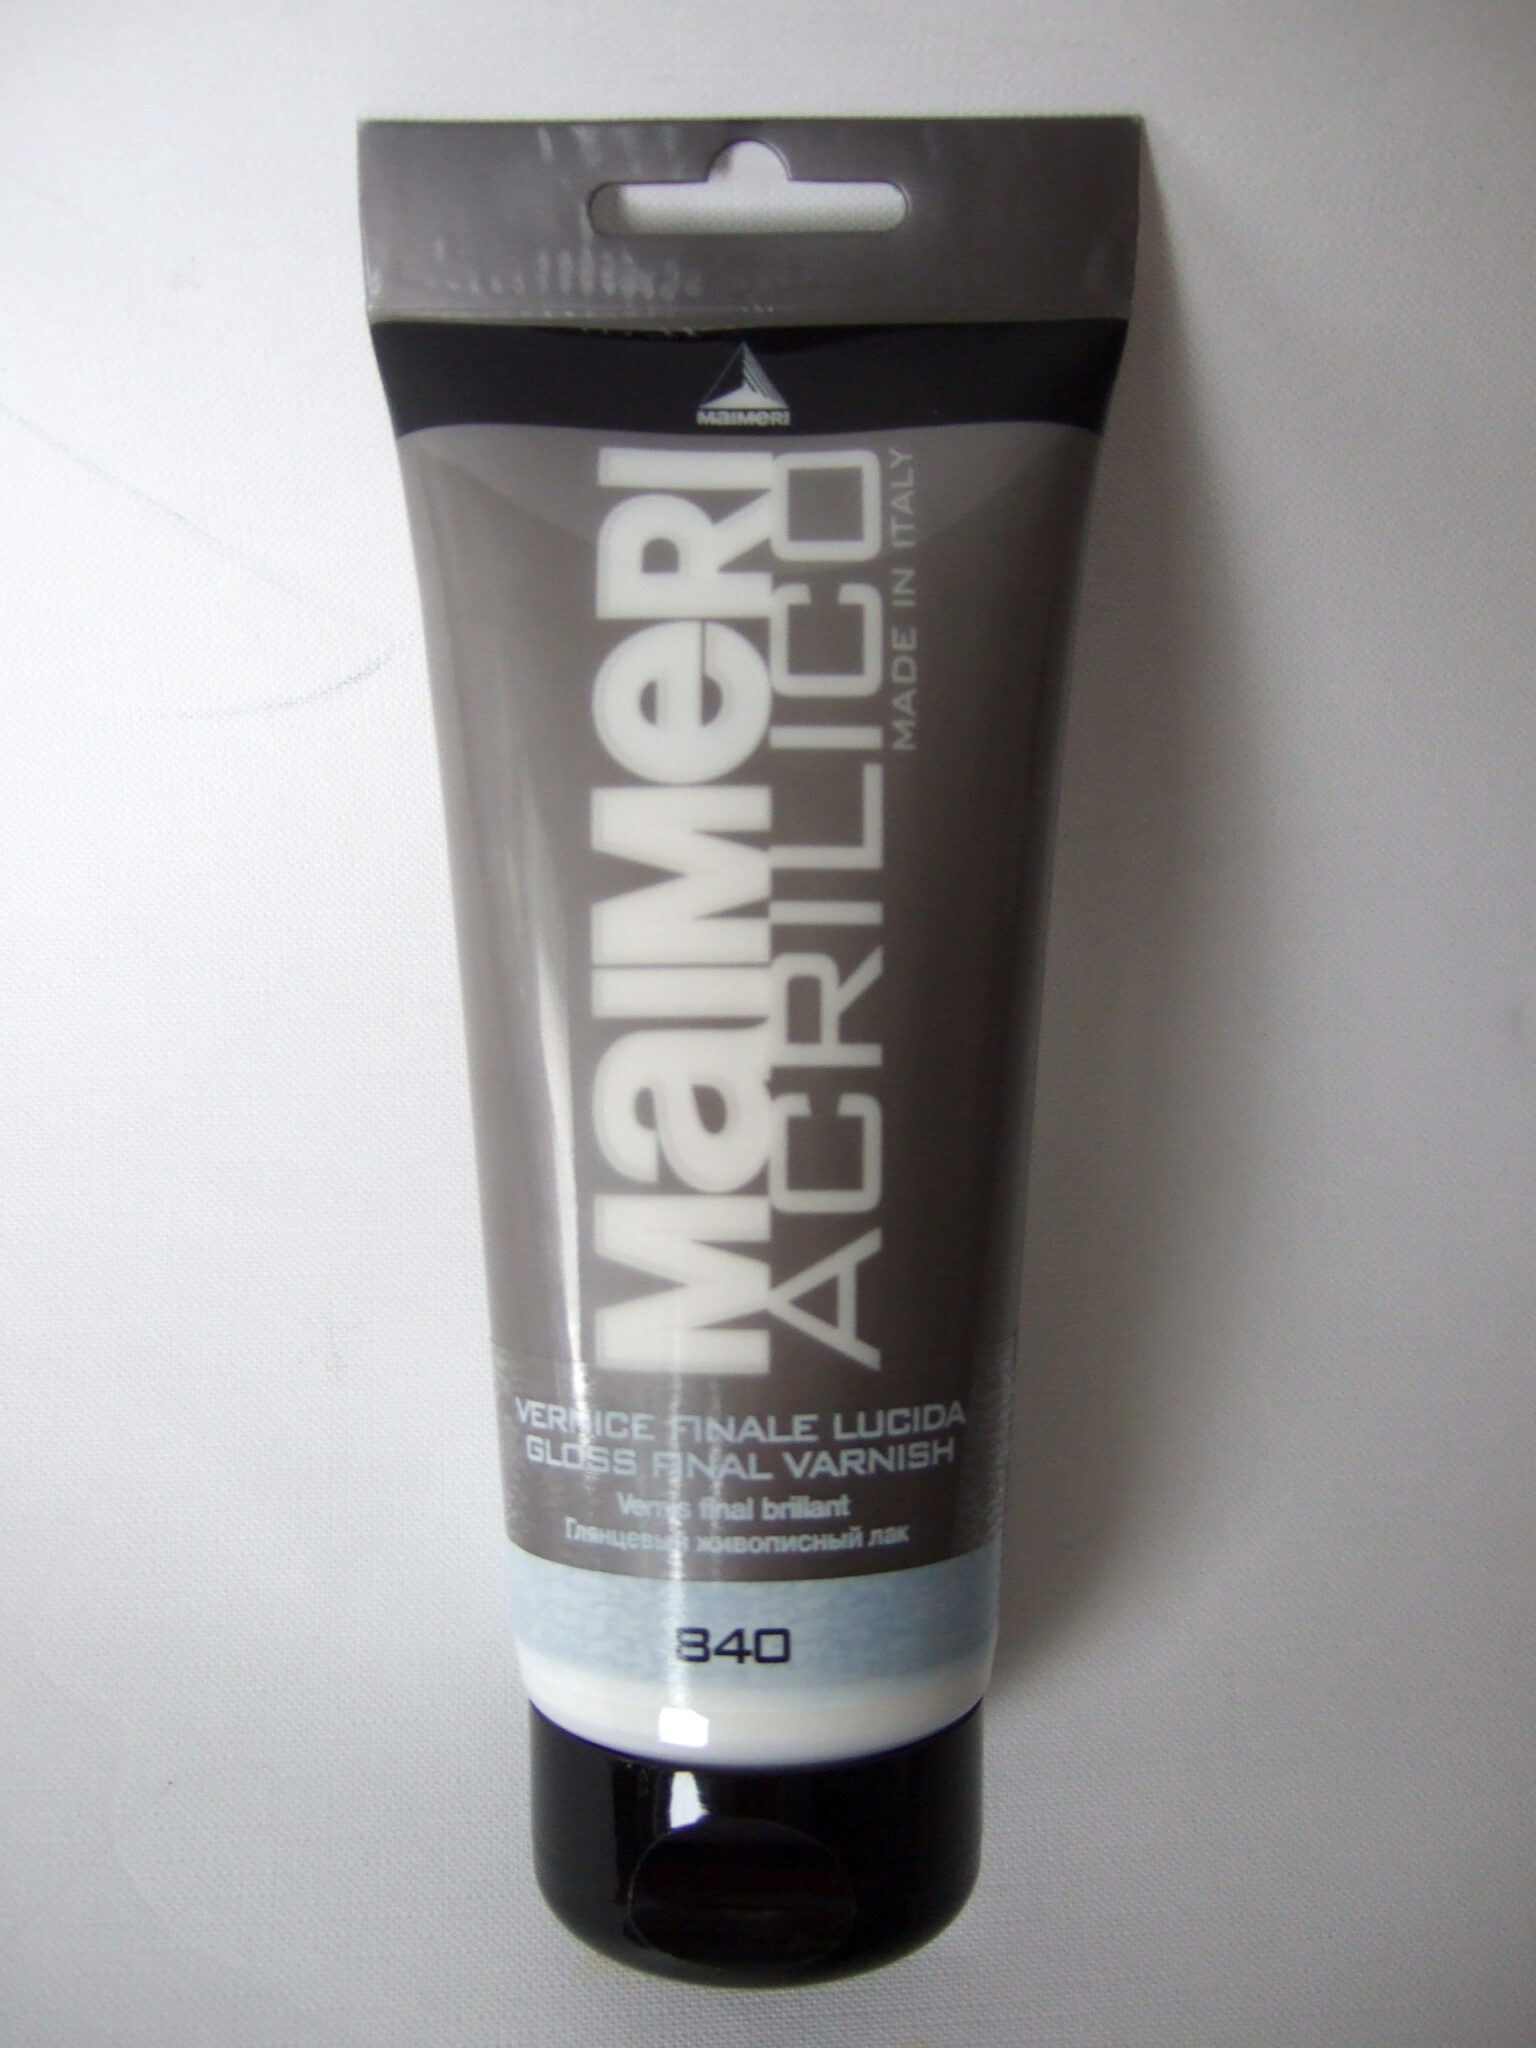 MaiMeRI
MaiMeRI
ACRILICO
MADE IN ITALY
VERNICE FINALE LUCIDA
GLOSS FINAL VARNISH
Vernis final brillant
Глянцевый живописный лак
840